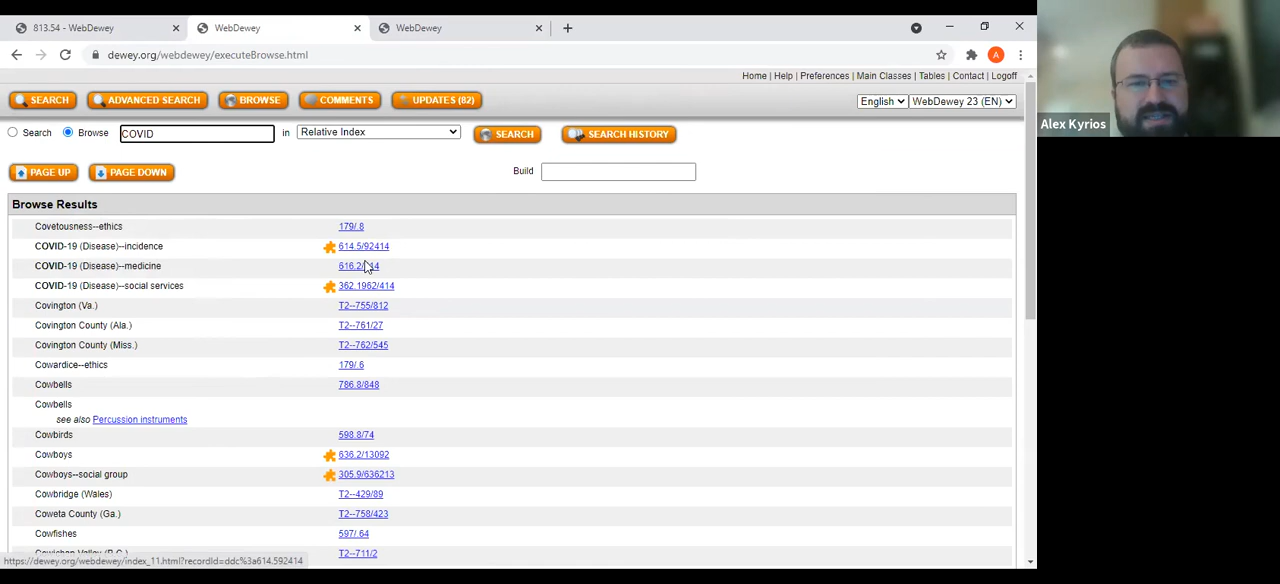 813.54 - WebDewey
WebDewey
WebDewey
dewey.org/webdewey/executeBrowse.html
Home | Help | Preferences | Main Classes | Tables | Contact | Logoff
SEARCH ADVANCED SEARCH BROWSE COMMENTS UPDATES (82) English WebDewey 23 (EN)
Search Browse COVID in Relative Index SEARCH SEARCH HISTORY
PAGE UP PAGE DOWN Build
Browse Results
Covetousness--ethics 179/.8
COVID-19 (Disease)--incidence 614.5/92414
COVID-19 (Disease)--medicine
COVID-19 (Disease)--social services 362.1962/414
Covington (Va.) T2--755/812
Covington County (Ala.) T2--761/27
Covington County (Miss.) T2--762/545
Cowardice--ethics 179/.6
Cowbells 786.8/848
Cowbells
see also Percussion instruments
Cowbirds 598.8/74
Cowboys 636.2/13092
Cowboys--social group 305.9/636213
Cowbridge (Wales) T2--429/89
Coweta County (Ga.) T2--758/423
Cowfishes 597/.64
Cowichan Valley (B.C.) T2--711/2
https://dewey.org/webdewey/index_11.html?recordId=ddc%3a614.592414
A
Alex Kyrios